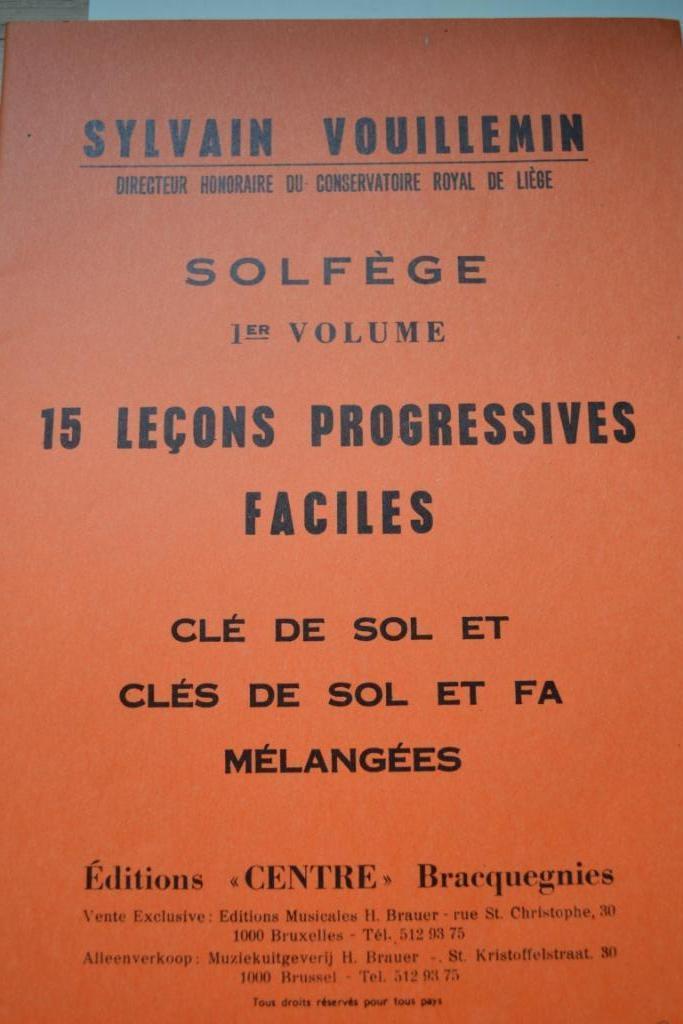 SYLVAIN VOUILLEMIN
DIRECTEUR HONORAIRE DU CONSERVATOIRE ROYAL DE LIÈGE
SOLFÈGE
1ER VOLUME
15 LEÇONS PROGRESSIVES
FACILES
CLÉ DE SOL ET
CLÉS DE SOL ET FA
MÉLANGÉES
Éditions «CENTRE» Bracquegnies
Vente Exclusive: Editions Musicales H. Brauer - rue St. Christophe, 30
1000 Bruxelles - Tél. 512 93 75
Alleenverkoop: Muziekuitgeverij H. Brauer -. St. Kristoffelstraat. 30
1000 Brussel - Tel. 512 93 75
Tous droits réservés pour tous pays